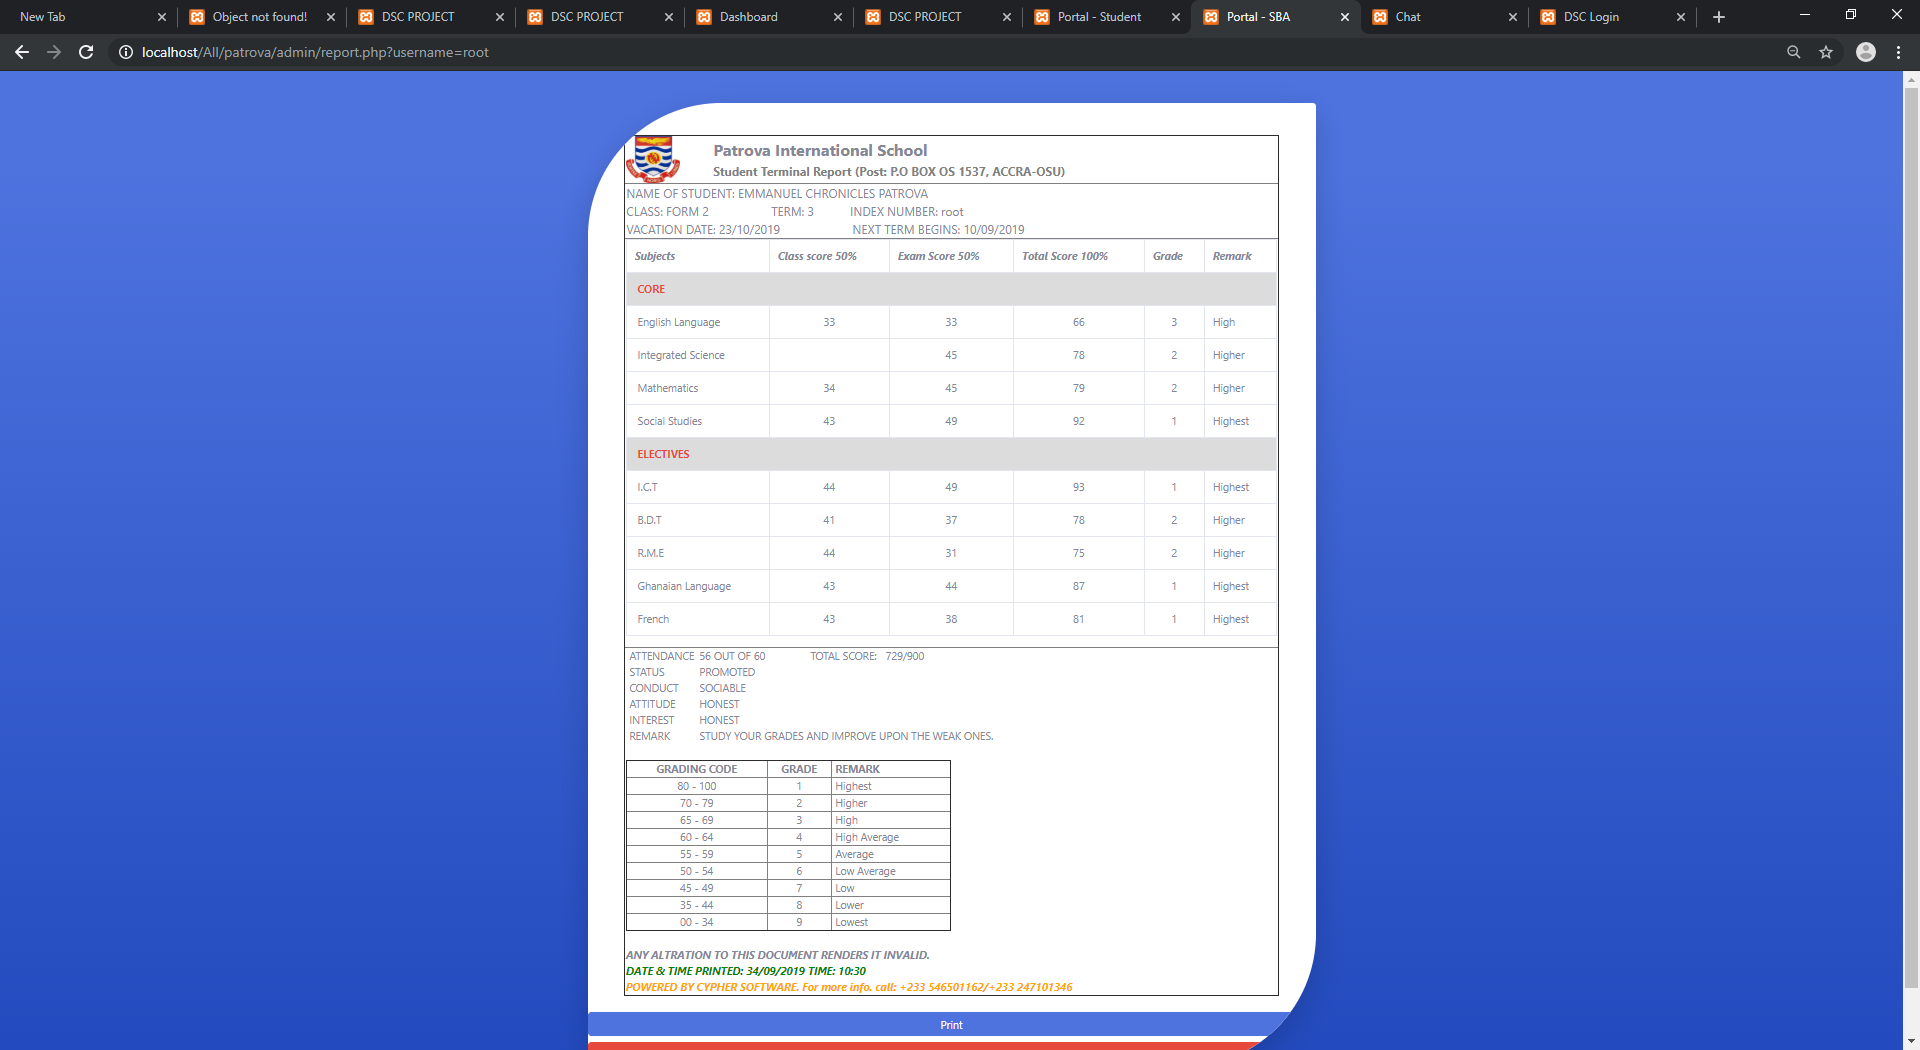 New Tab
Object not found!
DSC PROJECT
DSC PROJECT
Dashboard
DSC PROJECT
Portal - Student
Portal - SBA
Chat
DSC Login
localhost/All/patrova/admin/report.php?username=root
Patrova International School
Student Terminal Report (Post: P.O BOX OS 1537, ACCRA-OSU)
NAME OF STUDENT: EMMANUEL CHRONICLES PATROVA
CLASS: FORM 2 TERM: 3 INDEX NUMBER: root
VACATION DATE: 23/10/2019 NEXT TERM BEGINS: 10/09/2019
Subjects Class score 50% Exam Score 50% Total Score 100% Grade Remark
CORE
English Language 33 33 66 3 High
Integrated Science 45 78 2 Higher
Mathematics 34 45 79 2 Higher
Social Studies 43 49 92 1 Highest
ELECTIVES
I.C.T 44 49 93 1 Highest
B.D.T 41 37 78 2 Higher
R.M.E 44 31 75 2 Higher
Ghanaian Language 43 44 87 1 Highest
French 43 38 81 1 Highest
ATTENDANCE 56 OUT OF 60 TOTAL SCORE: 729/900
STATUS PROMOTED
CONDUCT SOCIABLE
ATTITUDE HONEST
INTEREST HONEST
REMARK STUDY YOUR GRADES AND IMPROVE UPON THE WEAK ONES.
GRADING CODE GRADE REMARK
80 - 100 1 Highest
70 - 79 2 Higher
65 - 69 3 High
60 - 64 4 High Average
55 - 59 5 Average
50 - 54 6 Low Average
45 - 49 7 Low
35 - 44 8 Lower
00 - 34 9 Lowest
ANY ALTRATION TO THIS DOCUMENT RENDERS IT INVALID.
DATE & TIME PRINTED: 34/09/2019 TIME: 10:30
POWERED BY CYPHER SOFTWARE. For more info. call: +233 546501162/+233 247101346
Print